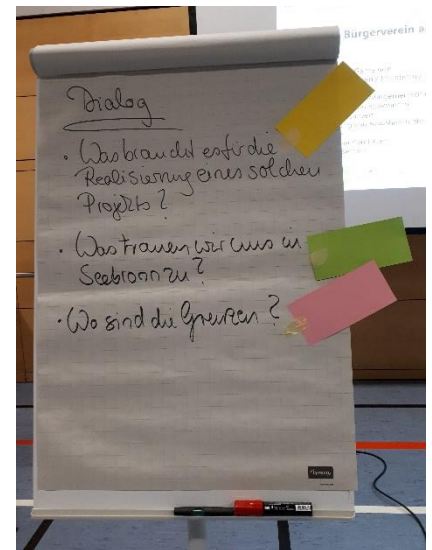 Bürgerverein a
Dialog
· Was braucht es für die
Realisierung eines solchen
Projekts?
· Was trauen wir uns in
Seebronn zu?
· Wo sind die Grenzen?